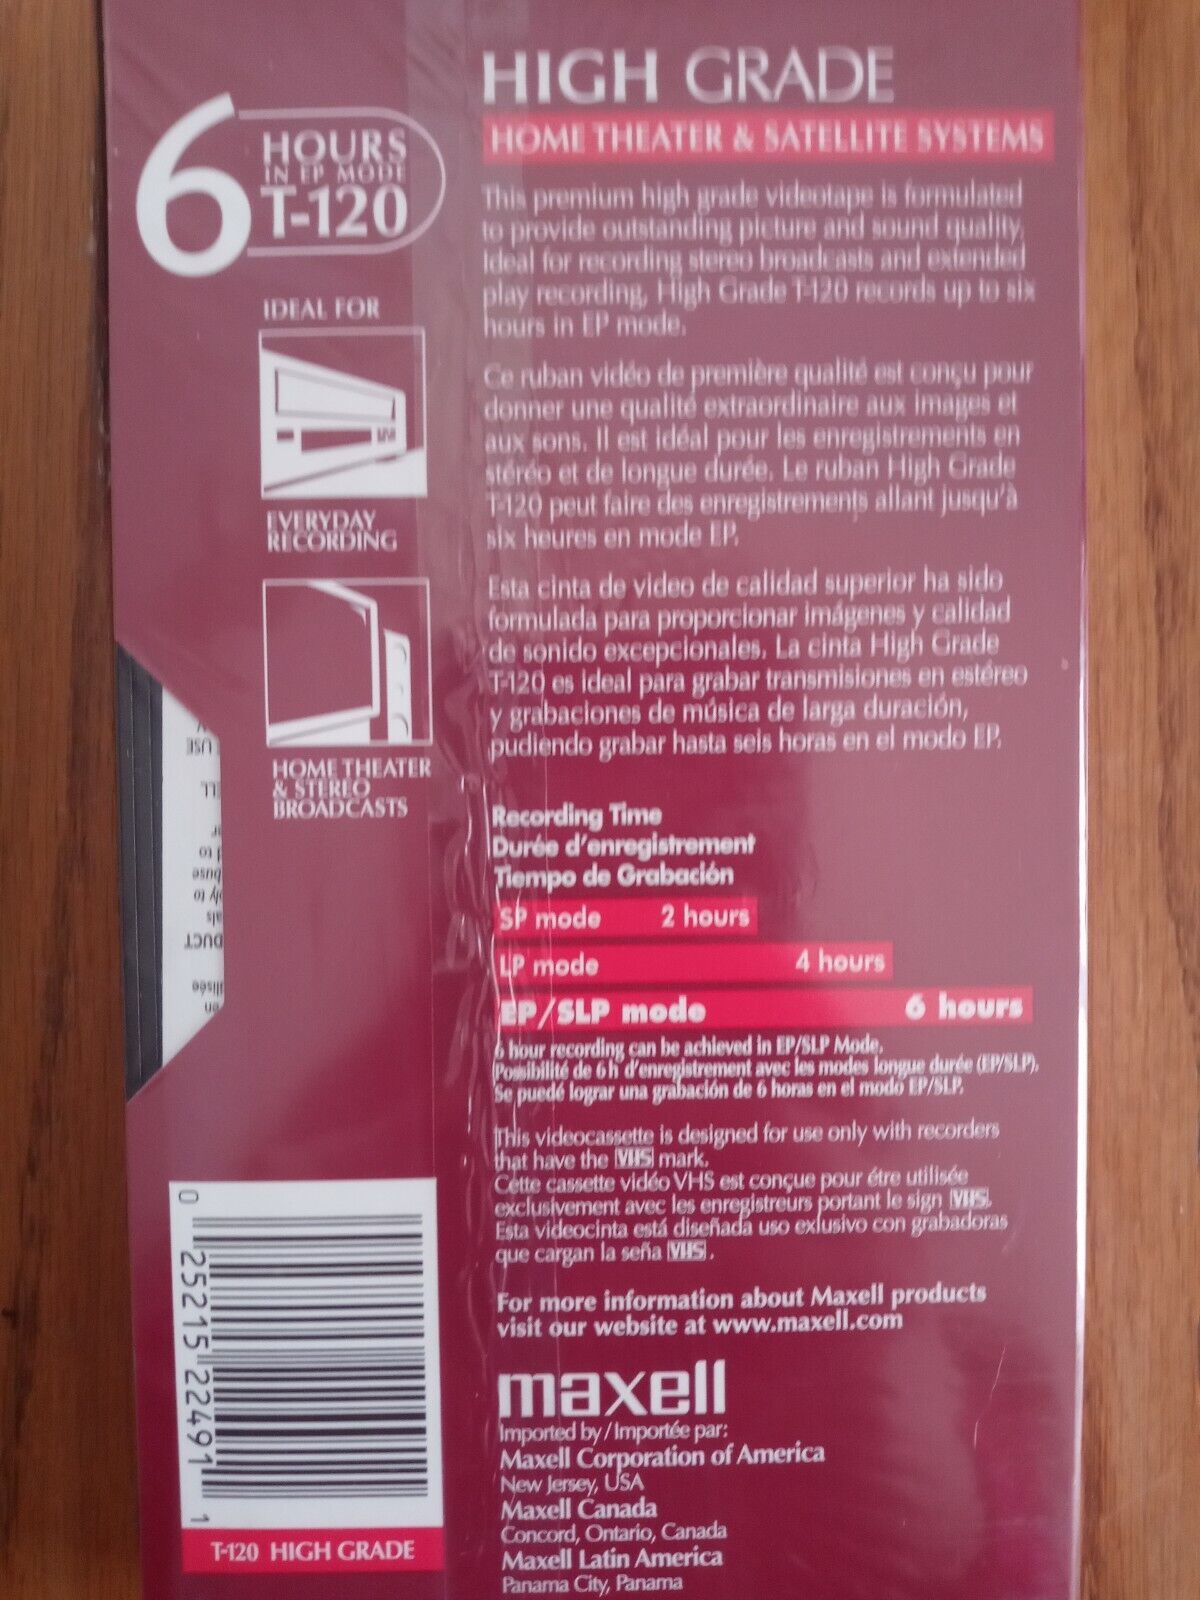 6
HOURS
IN EP MODE
T-120
IDEAL FOR
EVERYDAY
RECORDING
HOME THEATER
& STEREO
BROADCASTS
HIGH GRADE
HOME THEATER & SATELLITE SYSTEMS
This premium high grade videotape is formulated
to provide outstanding picture and sound quality.
Ideal for recording stereo broadcasts and extended
play recording, High Grade T-120 records up to six
hours in EP mode.
Ce ruban vidéo de première qualité est conçu pour
donner une qualité extraordinaire aux images et
aux sons. Il est idéal pour les enregistrements en
stéréo et de longue durée. Le ruban High Grade
T-120 peut faire des enregistrements allant jusqu'à
six heures en mode EP.
Esta cinta de video de calidad superior ha sido
formulada para proporcionar imágenes y calidad
de sonido excepcionales. La cinta High Grade
T-120 es ideal para grabar transmisiones en estéreo
y grabaciones de música de larga duración,
pudiendo grabar hasta seis horas en el modo EP.
Recording Time
Durée d'enregistrement
Tiempo de Grabación
SP mode 2 hours
LP mode 4 hours
EP/SLP mode 6 hours
6 hour recording can be achieved in EP/SLP Mode.
Possibilité de 6h d'enregistrement avec les modes longue durée (EP/SLP).
Se puedé lograr una grabación de 6 horas en el modo EP/SLP.
This videocassette is designed for use only with recorders
that have the VHS mark.
Cette cassette vidéo VHS est conçue pour étre utilisée
exclusivement avec les enregistreurs portant le sign VHS.
Esta videocinta está diseñada uso exlusivo con grabadoras
que cargan la seña VHS.
For more information about Maxell products
visit our website at www.maxell.com
maxell
Imported by/Importée par:
Maxell Corporation of America
New Jersey, USA
Maxell Canada
Concord, Ontario, Canada
Maxell Latin America
Panama City, Panama
0 25215 22491 1
T-120 HIGH GRADE
USE